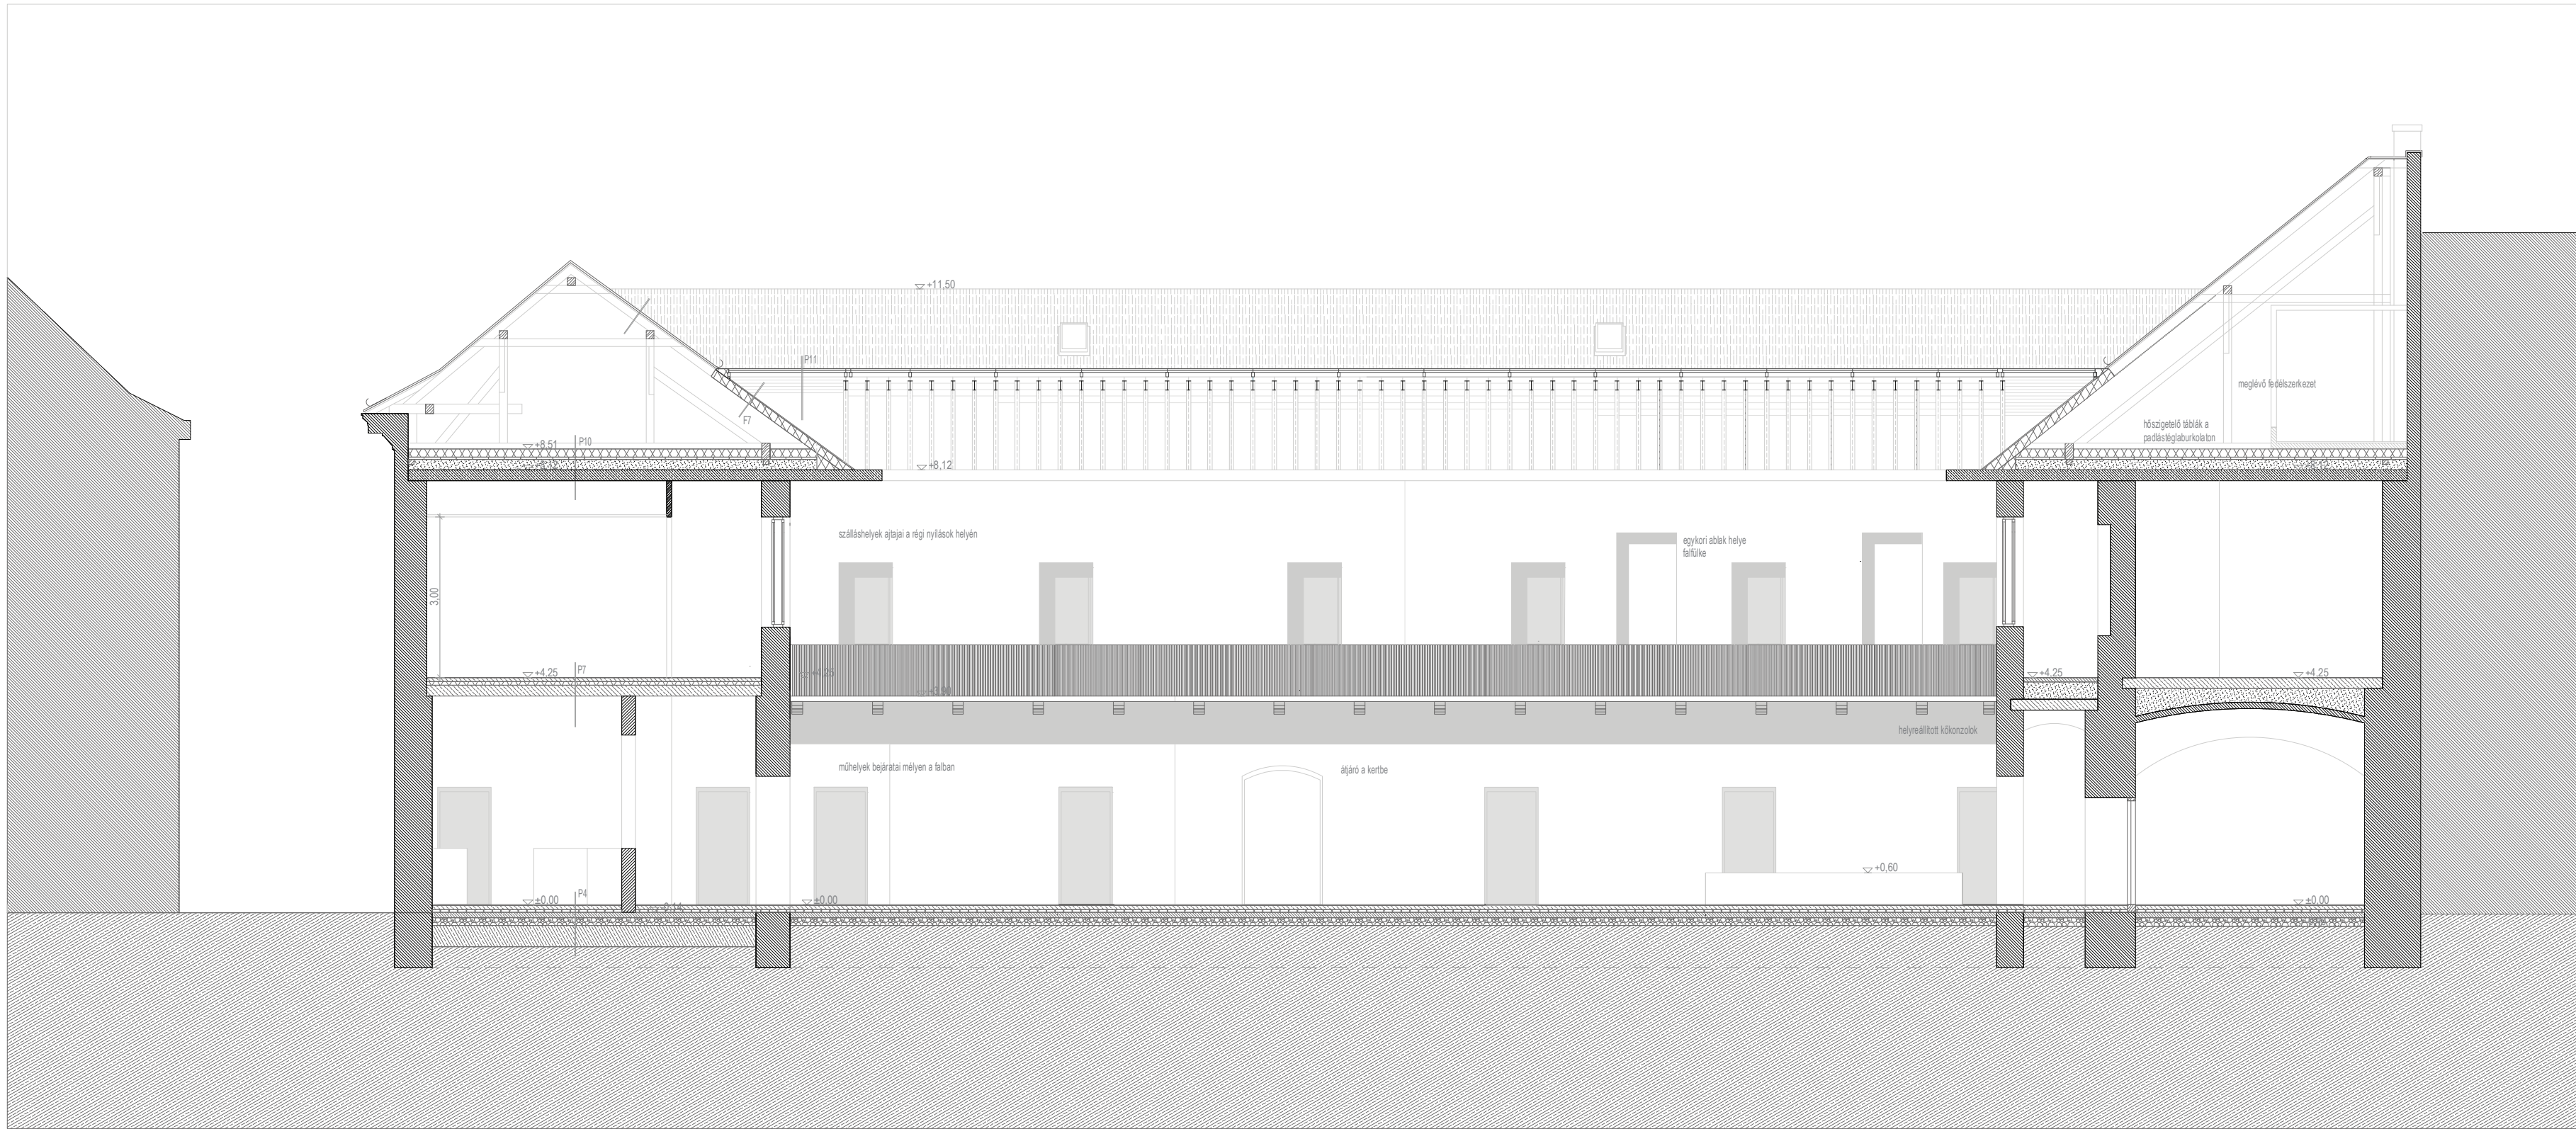 +11,50
P11
meglévő fedélszerkezet
F7
hőszigetelő táblák a
padlástéglaburkolaton
+8,51
P10
+8,12
szálláshelyek ajtajai a régi nyílások helyén
egykori ablak helye
falfülke
3,00
+4,25
P7
+4,25
+3,90
+4,25
+4,25
helyreállított kőkonzolok
műhelyek bejáratai mélyen a falban
átjáró a kertbe
+0,60
±0,00
P4
-0,14
±0,00
±0,00